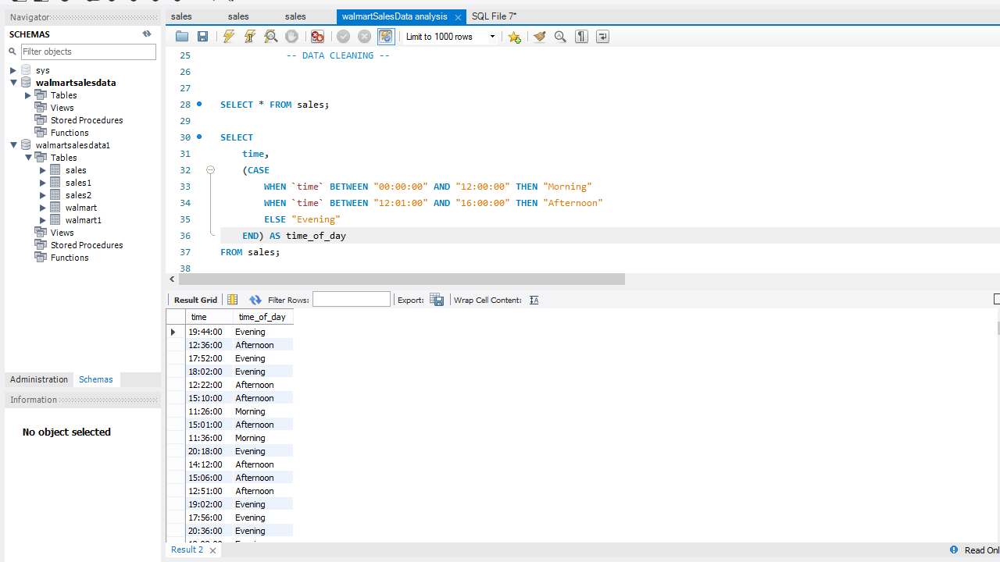 sales sales sales walmartSalesData analysis SQL File 7*
Navigator
SCHEMAS
Filter objects
sys
walmartsalesdata
Tables
Views
Stored Procedures
Functions
walmartsalesdata1
Tables
sales
sales1
sales2
walmart
walmart1
Views
Stored Procedures
Functions
Administration Schemas
Information
No object selected
Limit to 1000 rows
25 -- DATA CLEANING --
26
27
28 SELECT * FROM sales;
29
30 SELECT
31 time,
32 (CASE
33 WHEN `time` BETWEEN "00:00:00" AND "12:00:00" THEN "Morning"
34 WHEN `time` BETWEEN "12:01:00" AND "16:00:00" THEN "Afternoon"
35 ELSE "Evening"
36 END) AS time_of_day
37 FROM sales;
38
Result Grid Filter Rows: Export: Wrap Cell Content:
time time_of_day
19:44:00 Evening
12:36:00 Afternoon
17:52:00 Evening
18:02:00 Evening
12:22:00 Afternoon
15:10:00 Afternoon
11:26:00 Morning
15:01:00 Afternoon
11:36:00 Morning
20:18:00 Evening
14:12:00 Afternoon
15:06:00 Afternoon
12:51:00 Afternoon
19:02:00 Evening
17:56:00 Evening
20:36:00 Evening
Result 2 Read Onl